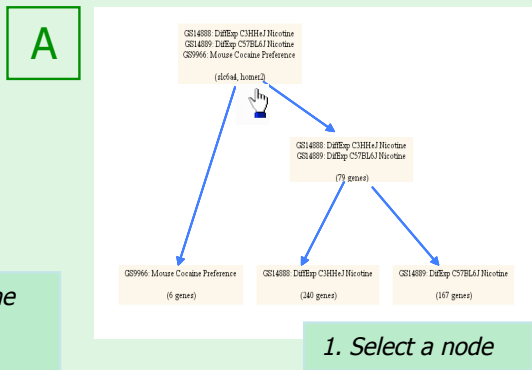 A
GS14888: DiffExp C3HHeJ Nicotine
GS14889: DiffExp C57BL6J Nicotine
GS9966: Mouse Cocaine Preference
(slc6a4, homer2)
GS14888: DiffExp C3HHeJ Nicotine
GS14889: DiffExp C57BL6J Nicotine
(79 genes)
GS9966: Mouse Cocaine Preference
(6 genes)
GS14888: DiffExp C3HHeJ Nicotine
(240 genes)
GS14889: DiffExp C57BL6J Nicotine
(167 genes)
1. Select a node